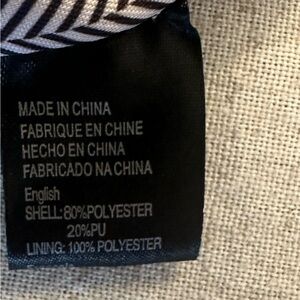 MADE IN CHINA
FABRIQUE EN CHINE
HECHO EN CHINA
FABRICADO NA CHINA
English
SHELL: 80%POLYESTER
20%PU
LINING: 100% POLYESTER